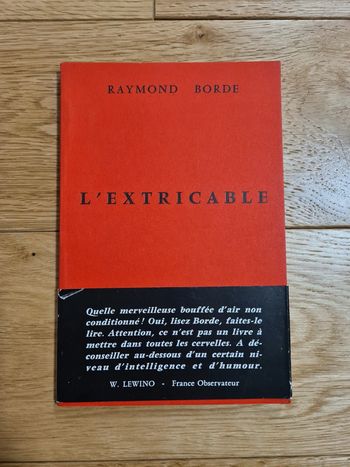 RAYMOND BORDE
L'EXTRICABLE
Quelle merveilleuse bouffée d'air non
conditionné! Oui, lisez Borde, faites-le
lire. Attention, ce n'est pas un livre à
mettre dans toutes les cervelles. A dé-
conseiller au-dessous d'un certain ni-
veau d'intelligence et d'humour.
W. LEWINO - France Observateur